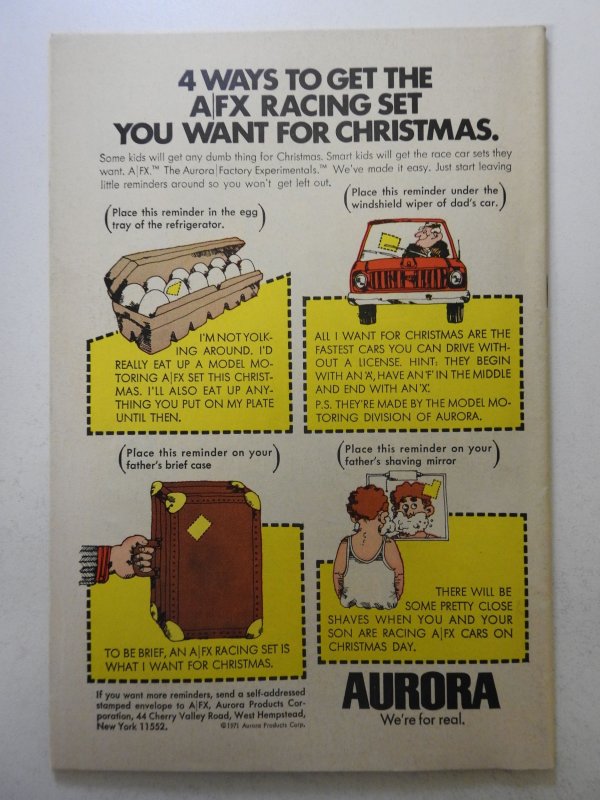 4 WAYS TO GET THE
A|FX RACING SET
YOU WANT FOR CHRISTMAS.
Some kids will get any dumb thing for Christmas. Smart kids will get the race car sets they
want. A|FX.™ The Aurora|Factory Experimentals.™ We've made it easy. Just start leaving
little reminders around so you won't get left out.
(Place this reminder in the egg
tray of the refrigerator.)
I'M NOT YOLK-
ING AROUND. I'D
REALLY EAT UP A MODEL MO-
TORING A|FX SET THIS CHRIST-
MAS. I'LL ALSO EAT UP ANY-
THING YOU PUT ON MY PLATE
UNTIL THEN.
(Place this reminder under the
windshield wiper of dad's car.)
ALL I WANT FOR CHRISTMAS ARE THE
FASTEST CARS YOU CAN DRIVE WITH-
OUT A LICENSE. HINT: THEY BEGIN
WITH AN 'A', HAVE AN 'F' IN THE MIDDLE
AND END WITH AN 'X'.
P.S. THEY'RE MADE BY THE MODEL MO-
TORING DIVISION OF AURORA.
(Place this reminder on your
father's brief case)
TO BE BRIEF, AN A|FX RACING SET IS
WHAT I WANT FOR CHRISTMAS.
(Place this reminder on your
father's shaving mirror)
THERE WILL BE
SOME PRETTY CLOSE
SHAVES WHEN YOU AND YOUR
SON ARE RACING A|FX CARS ON
CHRISTMAS DAY.
If you want more reminders, send a self-addressed
stamped envelope to A|FX, Aurora Products Cor-
poration, 44 Cherry Valley Road, West Hempstead,
New York 11552.
©1971 Aurora Products Corp.
AURORA
We're for real.